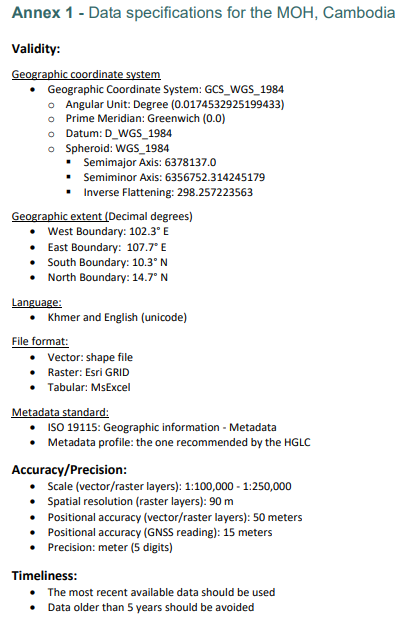 Annex 1 - Data specifications for the MOH, Cambodia
Validity:
Geographic coordinate system
• Geographic Coordinate System: GCS_WGS_1984
o Angular Unit: Degree (0.0174532925199433)
o Prime Meridian: Greenwich (0.0)
o Datum: D_WGS_1984
o Spheroid: WGS_1984
▪ Semimajor Axis: 6378137.0
▪ Semiminor Axis: 6356752.314245179
▪ Inverse Flattening: 298.257223563
Geographic extent (Decimal degrees)
• West Boundary: 102.3° E
• East Boundary: 107.7° E
• South Boundary: 10.3° N
• North Boundary: 14.7° N
Language:
• Khmer and English (unicode)
File format:
• Vector: shape file
• Raster: Esri GRID
• Tabular: MsExcel
Metadata standard:
• ISO 19115: Geographic information - Metadata
• Metadata profile: the one recommended by the HGLC
Accuracy/Precision:
• Scale (vector/raster layers): 1:100,000 - 1:250,000
• Spatial resolution (raster layers): 90 m
• Positional accuracy (vector/raster layers): 50 meters
• Positional accuracy (GNSS reading): 15 meters
• Precision: meter (5 digits)
Timeliness:
• The most recent available data should be used
• Data older than 5 years should be avoided